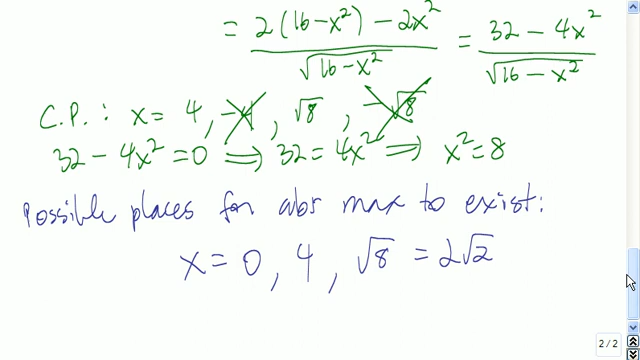 = 2(16-x²) - 2x² / √(16-x²) = 32 - 4x² / √(16-x²)
C.P.: x = 4, -4, √8, -√8
32 - 4x² = 0 ⟹ 32 = 4x² ⟹ x² = 8
Possible places for abs max to exist:
x = 0, 4, √8 = 2√2
2 / 2